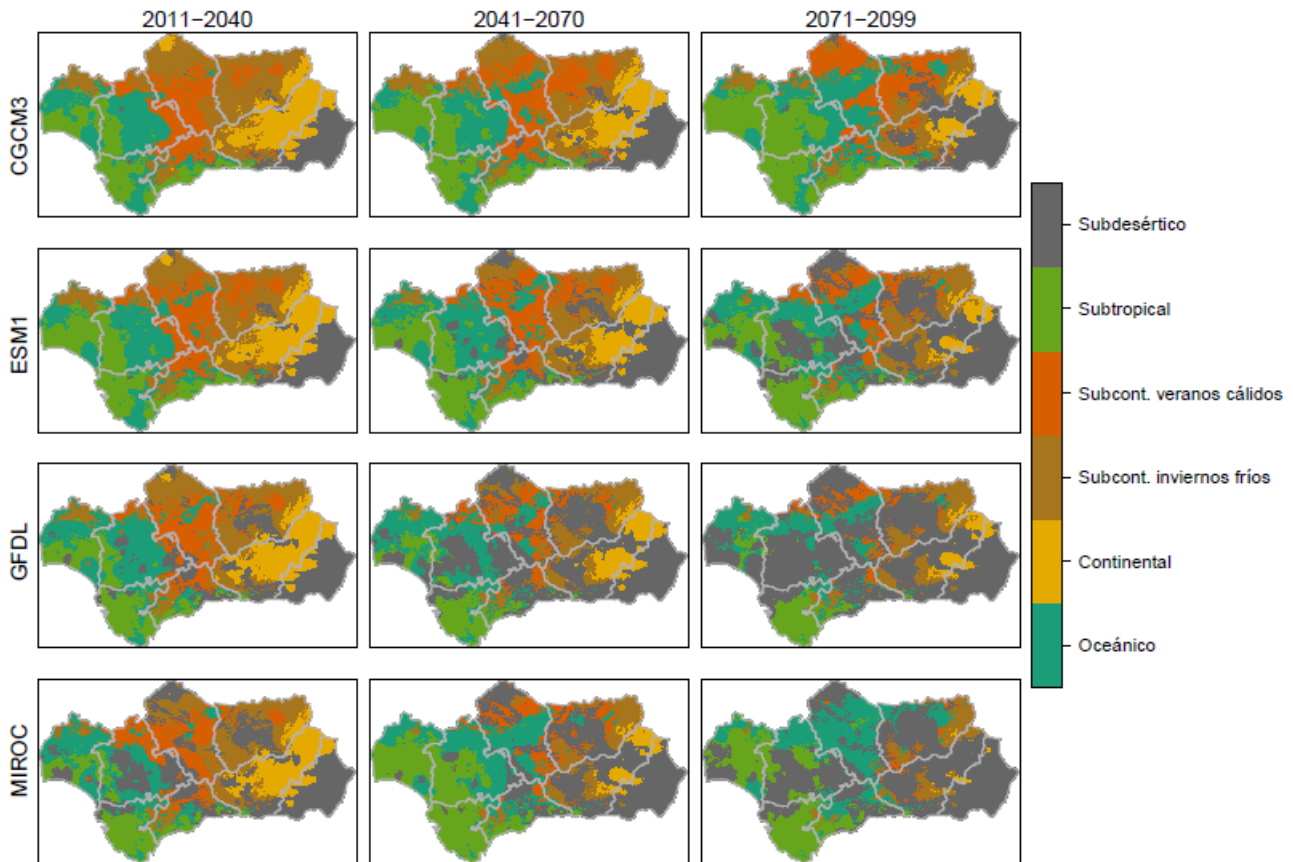 2011−2040
2041−2070
2071−2099
CGCM3
ESM1
GFDL
MIROC
Subdesértico
Subtropical
Subcont. veranos cálidos
Subcont. inviernos fríos
Continental
Oceánico